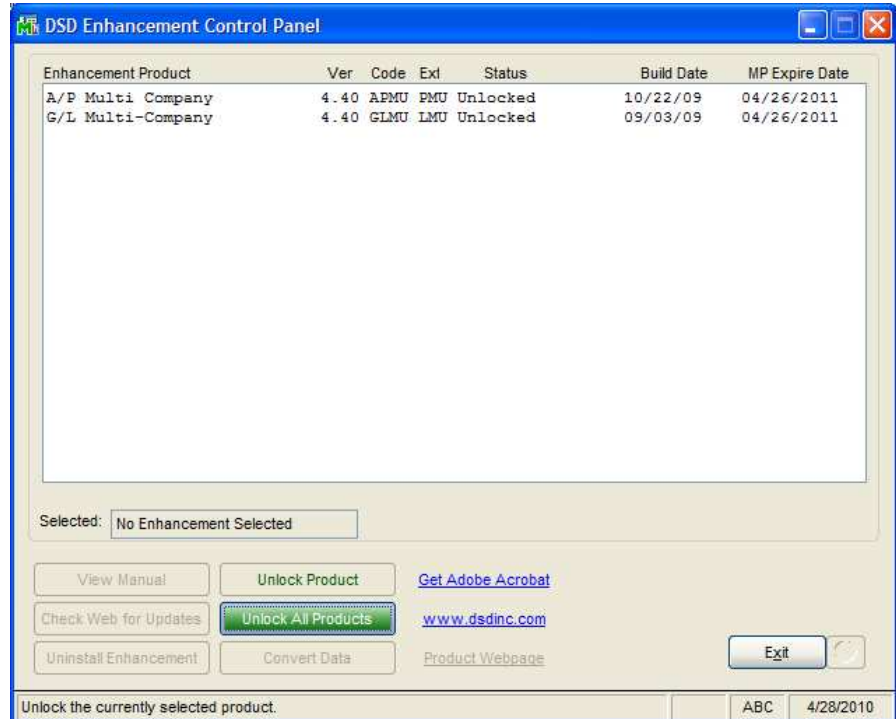 DSD Enhancement Control Panel
Enhancement Product Ver Code Ext Status Build Date MP Expire Date
A/P Multi Company 4.40 APMU PMU Unlocked 10/22/09 04/26/2011
G/L Multi-Company 4.40 GLMU LMU Unlocked 09/03/09 04/26/2011
Selected: No Enhancement Selected
View Manual Unlock Product Get Adobe Acrobat
Check Web for Updates Unlock All Products www.dsdinc.com
Uninstall Enhancement Convert Data Product Webpage Exit
Unlock the currently selected product. ABC 4/28/2010